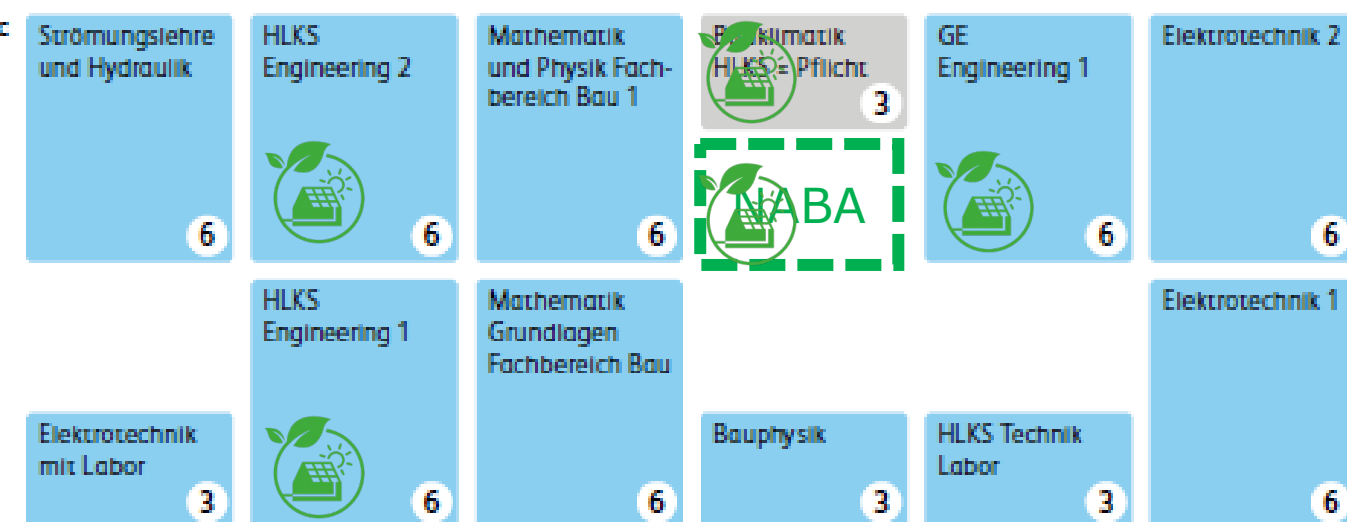 Strömungslehre
und Hydraulik
6
HLKS
Engineering 2
6
Mathematik
und Physik Fach-
bereich Bau 1
6
HLKS = Pflicht
3
NABA
GE
Engineering 1
6
Elektrotechnik 2
6
Elektrotechnik
mit Labor
3
HLKS
Engineering 1
6
Mathematik
Grundlagen
Fachbereich Bau
6
Bauphysik
3
HLKS Technik
Labor
3
Elektrotechnik 1
6